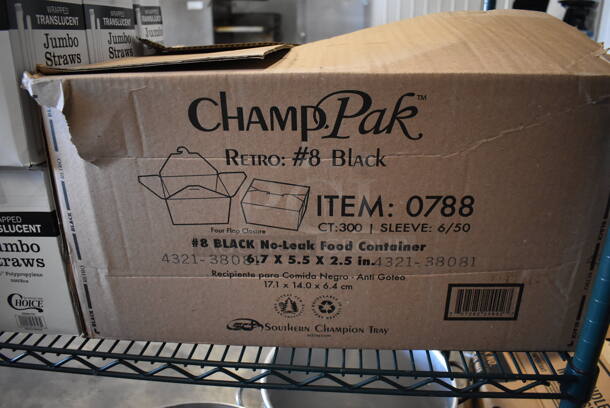 WRAPPED
TRANSLUCENT
Jumbo
Straws
WRAPPED
TRANSLUCENT
Jumbo
Straws
CHAMPPak™
RETRO: #8 BLACK
ITEM: 0788
CT:300 | SLEEVE: 6/50
Four Flap Closure
#8 BLACK No-Leak Food Container
6.7 X 5.5 X 2.5 in.
4321-38081 4321-38081
Recipiente para Comida Negro - Anti Goteo
17.1 x 14.0 x 6.4 cm
SOUTHERN CHAMPION TRAY
TRANSLUCENT
Jumbo
Straws
Polypropylene
CHOICE
BLACK